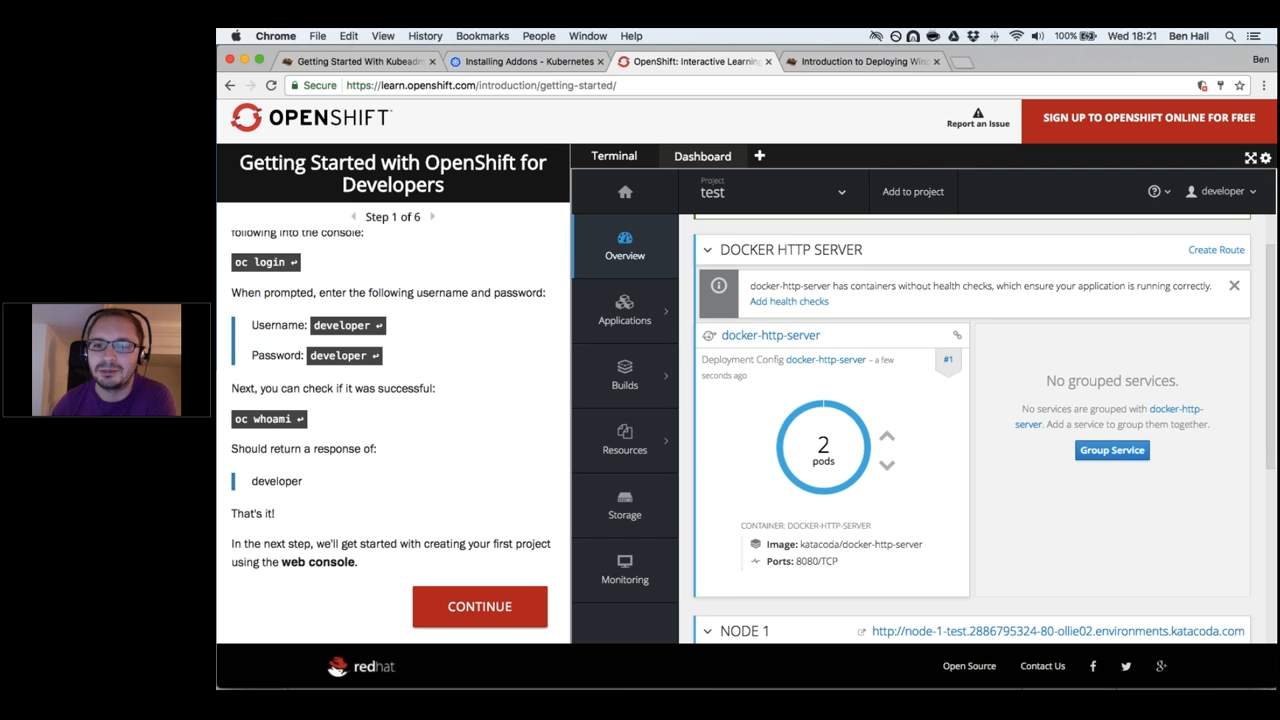 Chrome File Edit View History Bookmarks People Window Help 100% Wed 18:21 Ben Hall
Getting Started With Kubeadm
Installing Addons - Kubernetes
OpenShift: Interactive Learning
Introduction to Deploying Win
Ben
Secure https://learn.openshift.com/introduction/getting-started/
OPENSHIFT
Report an Issue
SIGN UP TO OPENSHIFT ONLINE FOR FREE
Getting Started with OpenShift for
Developers
Step 1 of 6
following into the console:
oc login ↩
When prompted, enter the following username and password:
Username: developer ↩
Password: developer ↩
Next, you can check if it was successful:
oc whoami ↩
Should return a response of:
developer
That's it!
In the next step, we'll get started with creating your first project
using the web console.
CONTINUE
Terminal Dashboard +
Project
test
Add to project
developer
Overview
Applications
Builds
Resources
Storage
Monitoring
DOCKER HTTP SERVER
Create Route
docker-http-server has containers without health checks, which ensure your application is running correctly.
Add health checks
docker-http-server
Deployment Config docker-http-server – a few
seconds ago
#1
2
pods
CONTAINER: DOCKER-HTTP-SERVER
Image: katacoda/docker-http-server
Ports: 8080/TCP
No grouped services.
No services are grouped with docker-http-
server. Add a service to group them together.
Group Service
NODE 1
http://node-1-test.2886795324-80-ollie02.environments.katacoda.com
redhat.
Open Source Contact Us